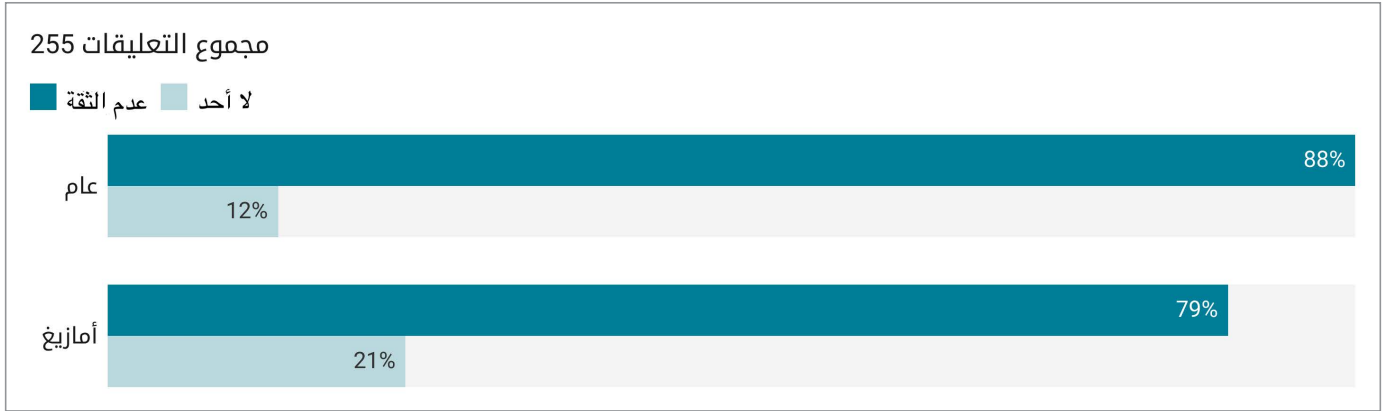 مجموع التعليقات 255
عدم الثقة لا أحد
عام
88%
12%
أمازيغ
79%
21%